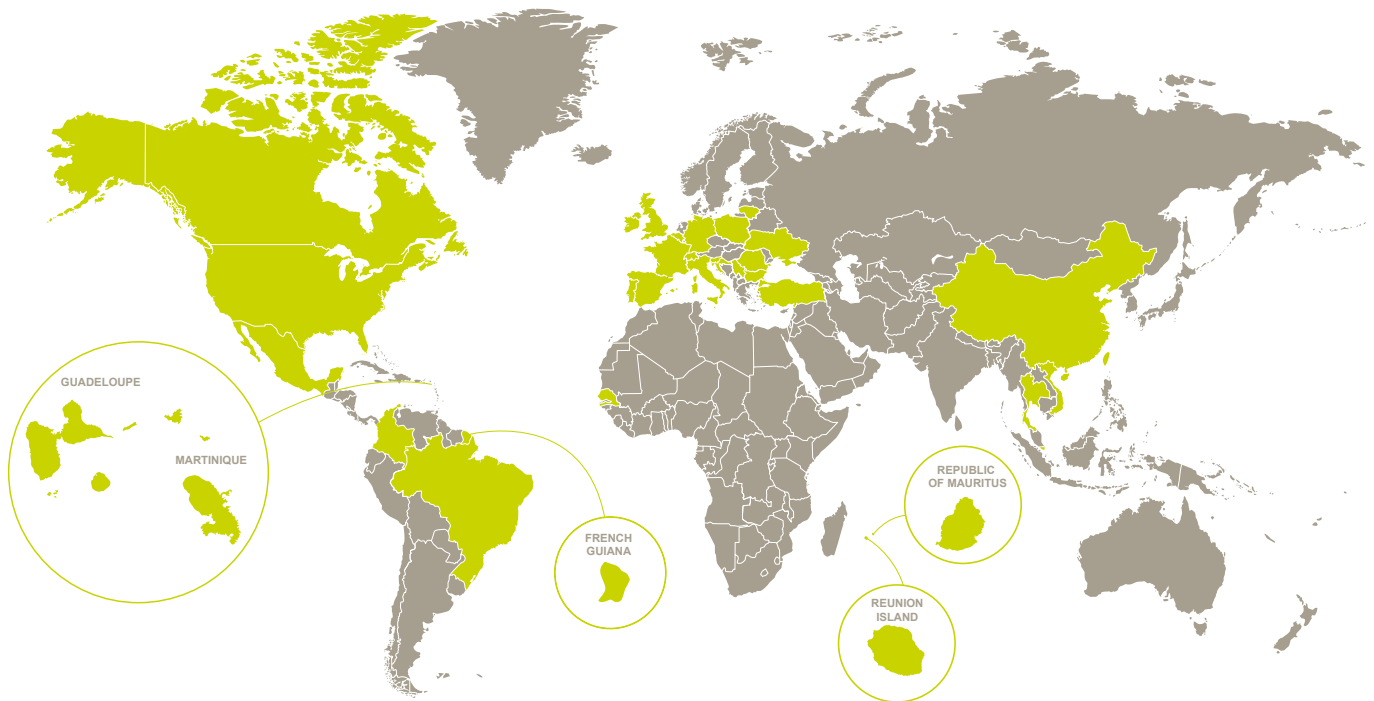 GUADELOUPE
MARTINIQUE
FRENCH
GUIANA
REPUBLIC
OF MAURITUS
REUNION
ISLAND